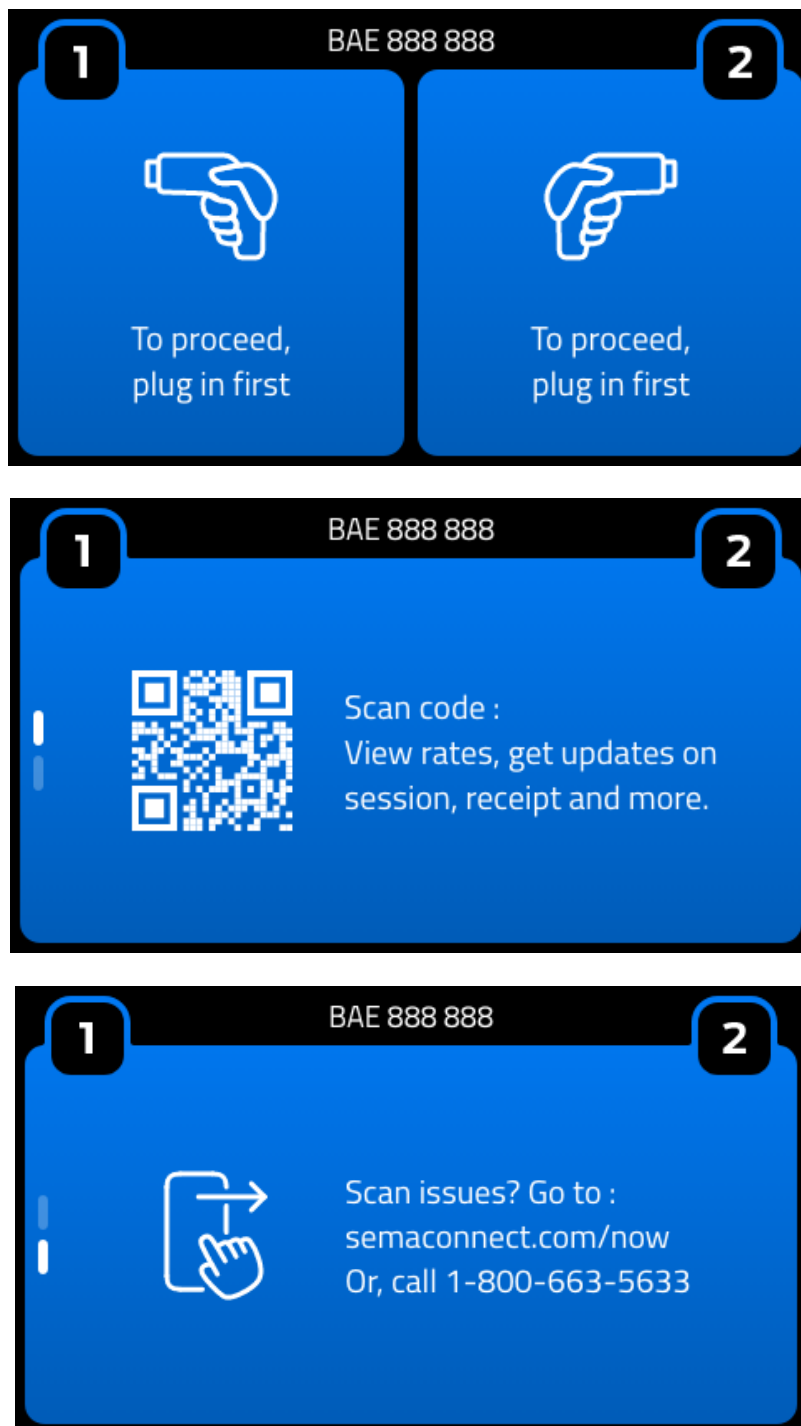 1
BAE 888 888
2
To proceed,
plug in first
To proceed,
plug in first
1
BAE 888 888
2
Scan code :
View rates, get updates on
session, receipt and more.
1
BAE 888 888
2
Scan issues? Go to :
semaconnect.com/now
Or, call 1-800-663-5633